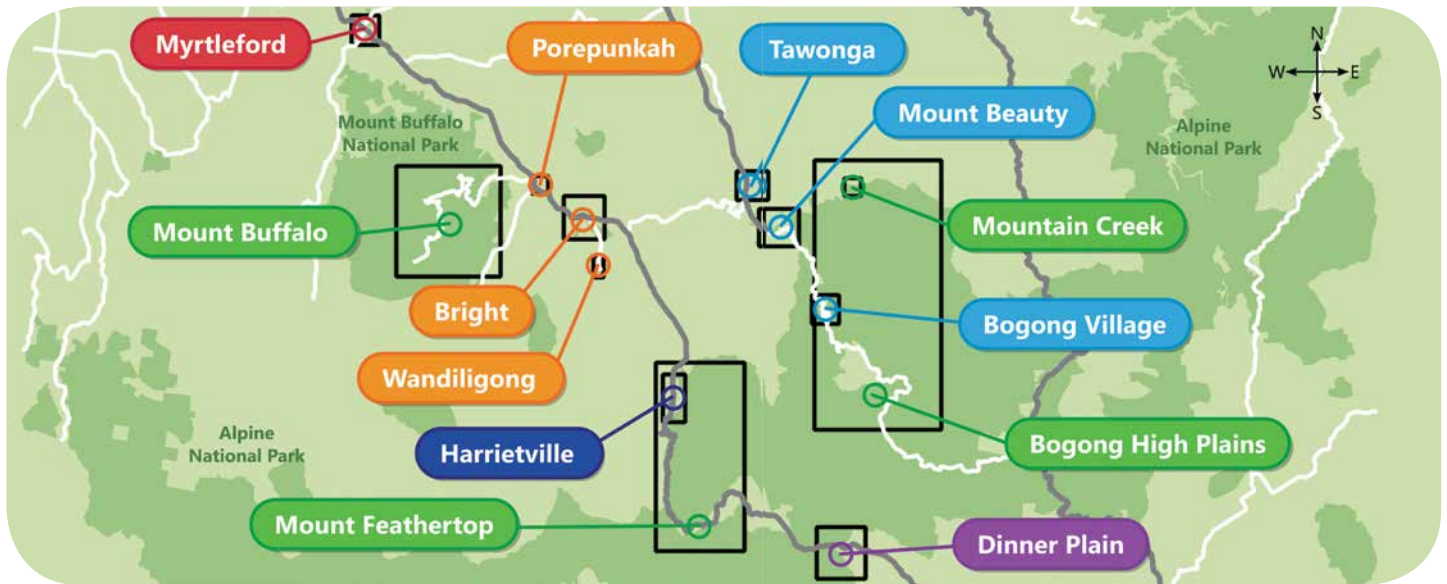 Myrtleford
Porepunkah
Tawonga
N
W
E
S
Mount Beauty
Mount Buffalo
National Park
Alpine
National Park
Mount Buffalo
Mountain Creek
Bright
Bogong Village
Wandiligong
Alpine
National Park
Harrietville
Bogong High Plains
Mount Feathertop
Dinner Plain